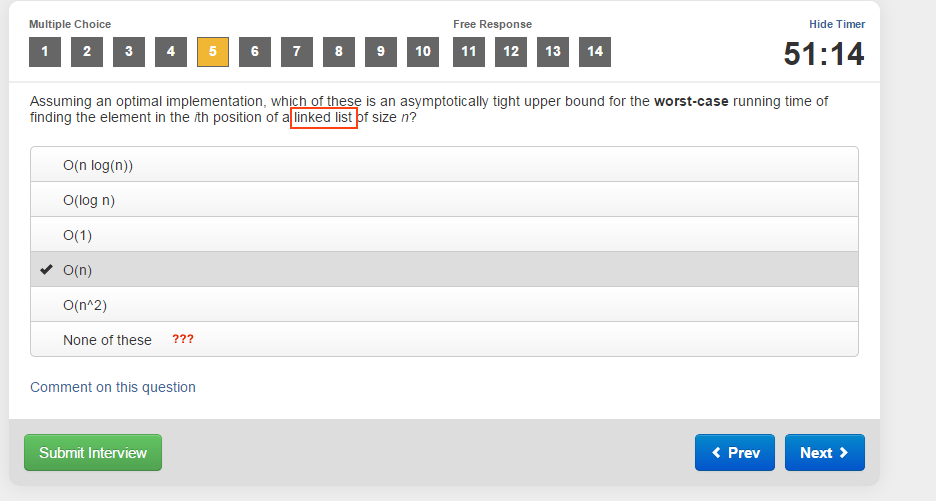 Multiple Choice Free Response Hide Timer
1 2 3 4 5 6 7 8 9 10 11 12 13 14 51:14
Assuming an optimal implementation, which of these is an asymptotically tight upper bound for the worst-case running time of
finding the element in the ith position of a linked list of size n?
O(n log(n))
O(log n)
O(1)
O(n)
O(n^2)
None of these ???
Comment on this question
Submit Interview Prev Next